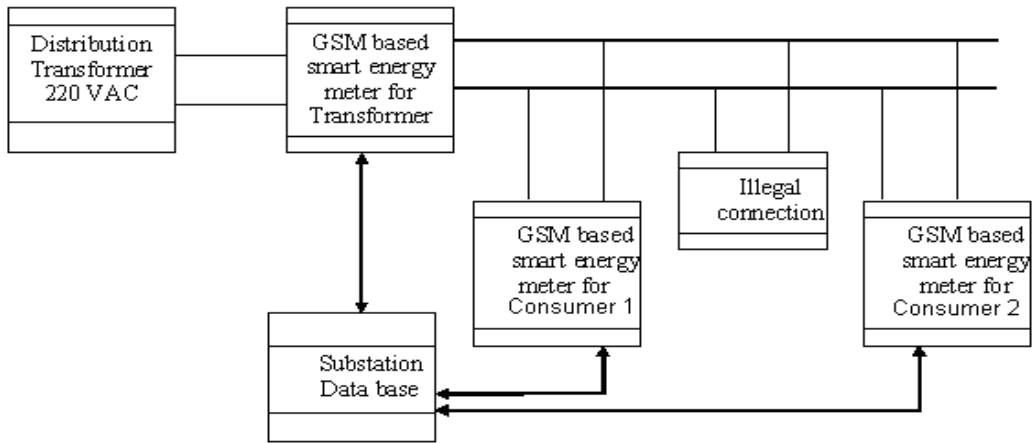 Distribution
Transformer
220 VAC
GSM based
smart energy
meter for
Transformer
Illegal
connection
GSM based
smart energy
meter for
Consumer 1
GSM based
smart energy
meter for
Consumer 2
Substation
Data base